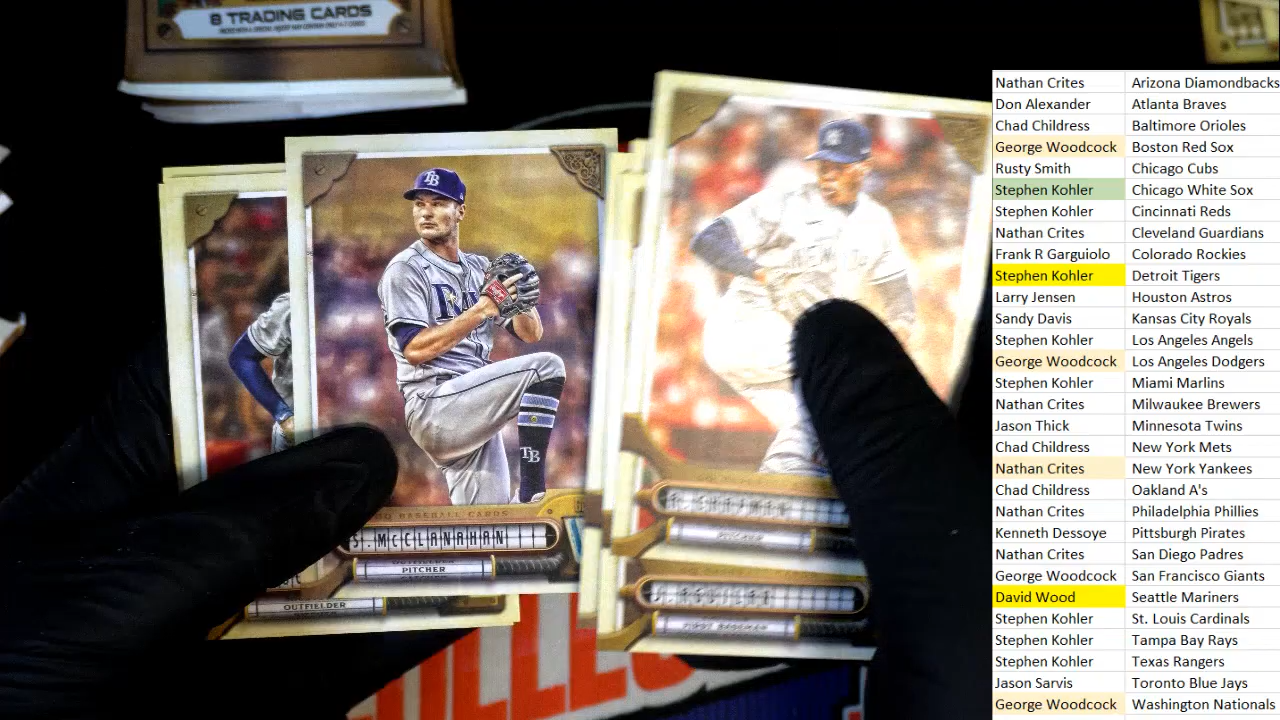 8 TRADING CARDS
TB
TB
BASEBALL CARDS
S. McCLANAHAN
PITCHER
OUTFIELDER
PITCHER
FIRST BASEMAN
Nathan Crites Arizona Diamondbacks
Don Alexander Atlanta Braves
Chad Childress Baltimore Orioles
George Woodcock Boston Red Sox
Rusty Smith Chicago Cubs
Stephen Kohler Chicago White Sox
Stephen Kohler Cincinnati Reds
Nathan Crites Cleveland Guardians
Frank R Garguiolo Colorado Rockies
Stephen Kohler Detroit Tigers
Larry Jensen Houston Astros
Sandy Davis Kansas City Royals
Stephen Kohler Los Angeles Angels
George Woodcock Los Angeles Dodgers
Stephen Kohler Miami Marlins
Nathan Crites Milwaukee Brewers
Jason Thick Minnesota Twins
Chad Childress New York Mets
Nathan Crites New York Yankees
Chad Childress Oakland A's
Nathan Crites Philadelphia Phillies
Kenneth Dessoye Pittsburgh Pirates
Nathan Crites San Diego Padres
George Woodcock San Francisco Giants
David Wood Seattle Mariners
Stephen Kohler St. Louis Cardinals
Stephen Kohler Tampa Bay Rays
Stephen Kohler Texas Rangers
Jason Sarvis Toronto Blue Jays
George Woodcock Washington Nationals